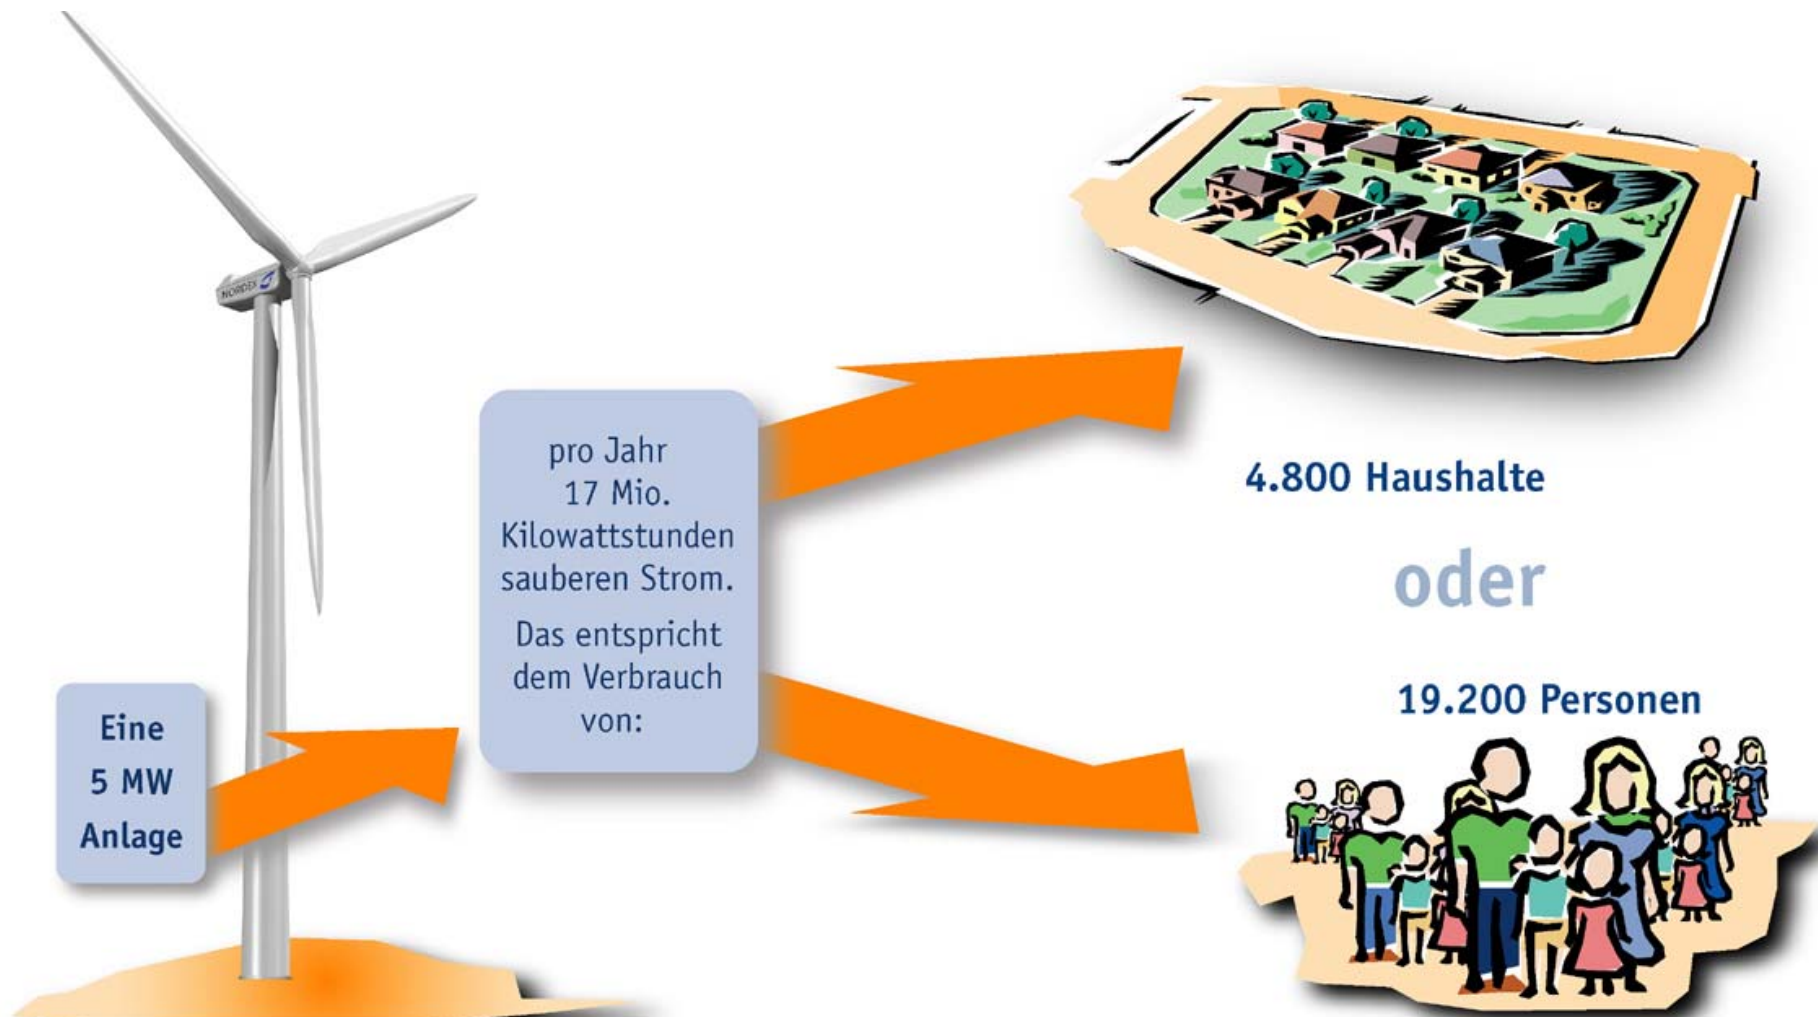 NORDEX
pro Jahr
17 Mio.
Kilowattstunden
sauberen Strom.
Das entspricht
dem Verbrauch
von:
Eine
5 MW
Anlage
4.800 Haushalte
oder
19.200 Personen